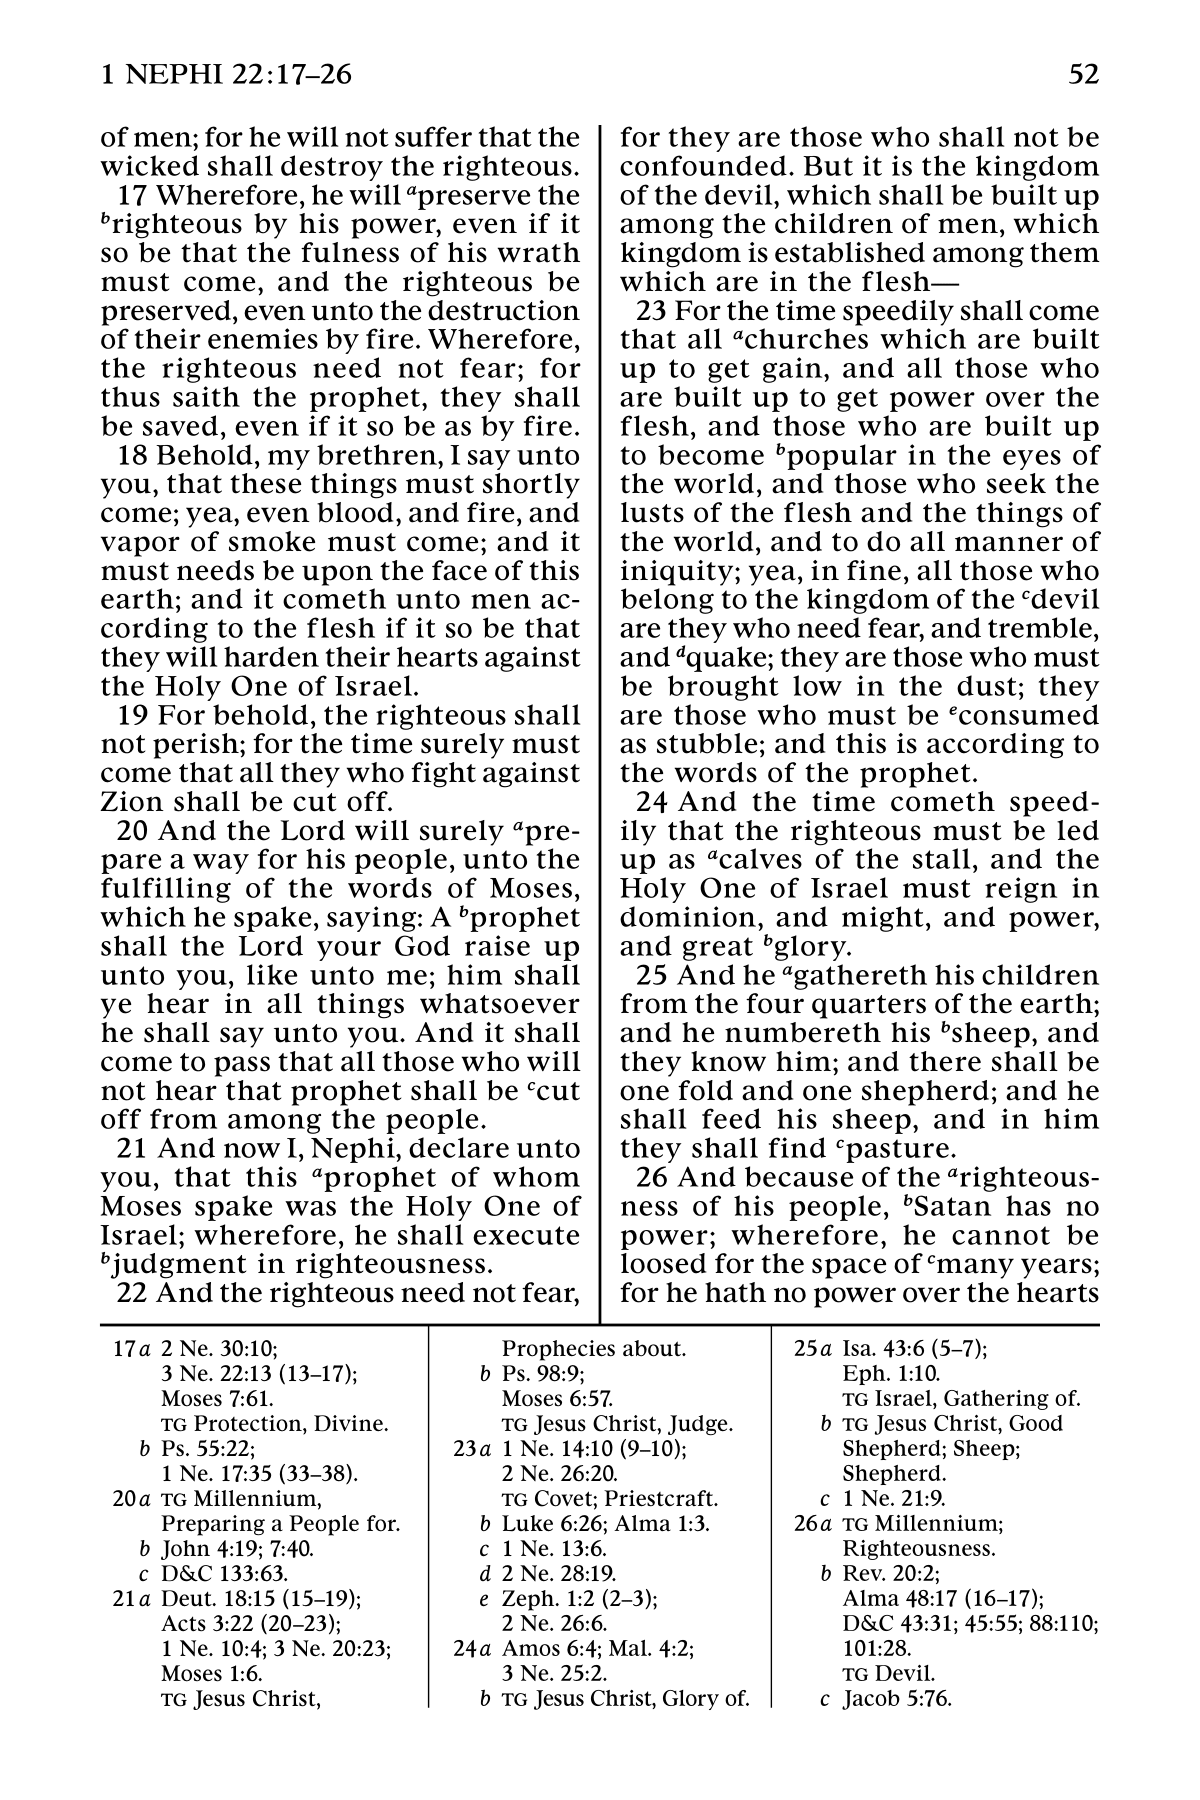 1 NEPHI 22:17–26
52
of men; for he will not suffer that the
wicked shall destroy the righteous.
17 Wherefore, he will apreserve the
brighteous by his power, even if it
so be that the fulness of his wrath
must come, and the righteous be
preserved, even unto the destruction
of their enemies by fire. Wherefore,
the righteous need not fear; for
thus saith the prophet, they shall
be saved, even if it so be as by fire.
18 Behold, my brethren, I say unto
you, that these things must shortly
come; yea, even blood, and fire, and
vapor of smoke must come; and it
must needs be upon the face of this
earth; and it cometh unto men ac-
cording to the flesh if it so be that
they will harden their hearts against
the Holy One of Israel.
19 For behold, the righteous shall
not perish; for the time surely must
come that all they who fight against
Zion shall be cut off.
20 And the Lord will surely apre-
pare a way for his people, unto the
fulfilling of the words of Moses,
which he spake, saying: A bprophet
shall the Lord your God raise up
unto you, like unto me; him shall
ye hear in all things whatsoever
he shall say unto you. And it shall
come to pass that all those who will
not hear that prophet shall be ccut
off from among the people.
21 And now I, Nephi, declare unto
you, that this aprophet of whom
Moses spake was the Holy One of
Israel; wherefore, he shall execute
bjudgment in righteousness.
22 And the righteous need not fear,
for they are those who shall not be
confounded. But it is the kingdom
of the devil, which shall be built up
among the children of men, which
kingdom is established among them
which are in the flesh—
23 For the time speedily shall come
that all achurches which are built
up to get gain, and all those who
are built up to get power over the
flesh, and those who are built up
to become bpopular in the eyes of
the world, and those who seek the
lusts of the flesh and the things of
the world, and to do all manner of
iniquity; yea, in fine, all those who
belong to the kingdom of the cdevil
are they who need fear, and tremble,
and dquake; they are those who must
be brought low in the dust; they
are those who must be econsumed
as stubble; and this is according to
the words of the prophet.
24 And the time cometh speed-
ily that the righteous must be led
up as acalves of the stall, and the
Holy One of Israel must reign in
dominion, and might, and power,
and great bglory.
25 And he agathereth his children
from the four quarters of the earth;
and he numbereth his bsheep, and
they know him; and there shall be
one fold and one shepherd; and he
shall feed his sheep, and in him
they shall find cpasture.
26 And because of the arighteous-
ness of his people, bSatan has no
power; wherefore, he cannot be
loosed for the space of cmany years;
for he hath no power over the hearts
17a 2 Ne. 30:10;
3 Ne. 22:13 (13–17);
Moses 7:61.
TG Protection, Divine.
b Ps. 55:22;
1 Ne. 17:35 (33–38).
20a TG Millennium,
Preparing a People for.
b John 4:19; 7:40.
c D&C 133:63.
21a Deut. 18:15 (15–19);
Acts 3:22 (20–23);
1 Ne. 10:4; 3 Ne. 20:23;
Moses 1:6.
TG Jesus Christ,
Prophecies about.
b Ps. 98:9;
Moses 6:57.
TG Jesus Christ, Judge.
23a 1 Ne. 14:10 (9–10);
2 Ne. 26:20.
TG Covet; Priestcraft.
b Luke 6:26; Alma 1:3.
c 1 Ne. 13:6.
d 2 Ne. 28:19.
e Zeph. 1:2 (2–3);
2 Ne. 26:6.
24a Amos 6:4; Mal. 4:2;
3 Ne. 25:2.
b TG Jesus Christ, Glory of.
25a Isa. 43:6 (5–7);
Eph. 1:10.
TG Israel, Gathering of.
b TG Jesus Christ, Good
Shepherd; Sheep;
Shepherd.
c 1 Ne. 21:9.
26a TG Millennium;
Righteousness.
b Rev. 20:2;
Alma 48:17 (16–17);
D&C 43:31; 45:55; 88:110;
101:28.
TG Devil.
c Jacob 5:76.